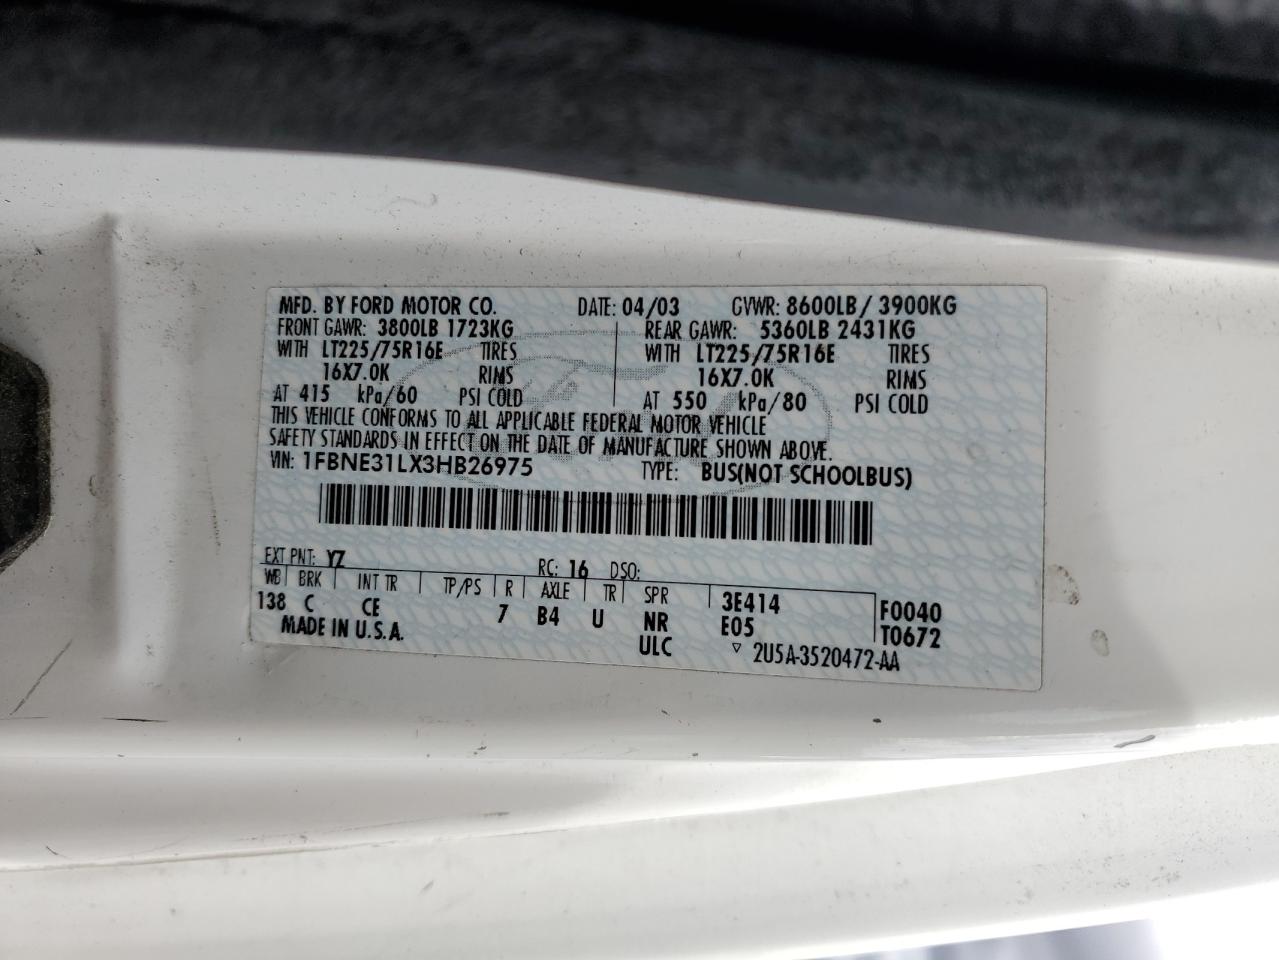 MFD. BY FORD MOTOR CO. DATE: 04/03 GVWR: 8600LB/ 3900KG
FRONT GAWR: 3800LB 1723KG REAR GAWR: 5360LB 2431KG
WITH LT225/75R16E TIRES WITH LT225/75R16E TIRES
16X7.0K RIMS 16X7.0K RIMS
AT 415 kPa/60 PSI COLD AT 550 kPa/80 PSI COLD
THIS VEHICLE CONFORMS TO ALL APPLICABLE FEDERAL MOTOR VEHICLE
SAFETY STANDARDS IN EFFECT ON THE DATE OF MANUFACTURE SHOWN ABOVE.
VIN: 1FBNE31LX3HB26975 TYPE: BUS(NOT SCHOOLBUS)
EXT PNT: YZ RC: 16 DSO:
WB BRK INT TR TP/PS R AXLE TR SPR 3E414 F0040
138 C CE 7 B4 U NR E05 T0672
MADE IN U.S.A. ULC ▽ 2U5A-3520472-AA